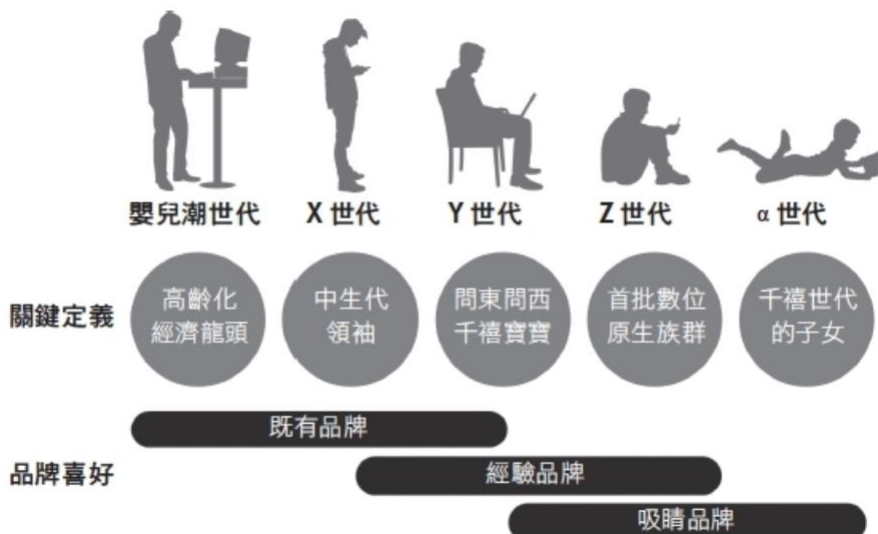 嬰兒潮世代 X 世代 Y 世代 Z 世代 α 世代
關鍵定義
高齡化
經濟龍頭
中生代
領袖
問東問西
千禧寶寶
首批數位
原生族群
千禧世代
的子女
既有品牌
品牌喜好
經驗品牌
吸睛品牌